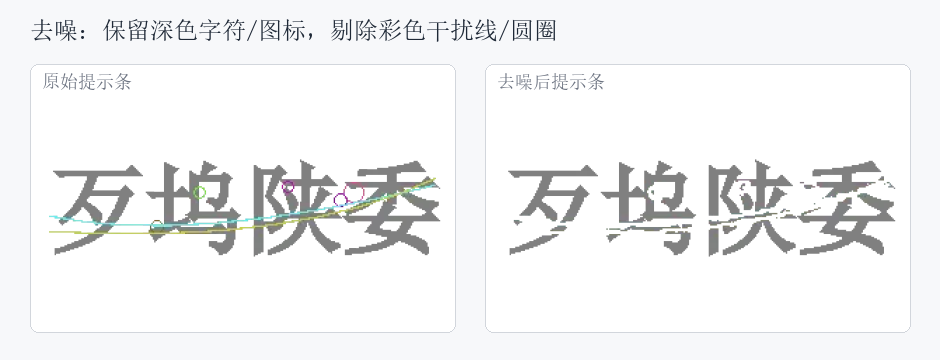 去噪：保留深色字符/图标，剔除彩色干扰线/圆圈
原始提示条
去噪后提示条
歹坞陕委
歹坞陕委